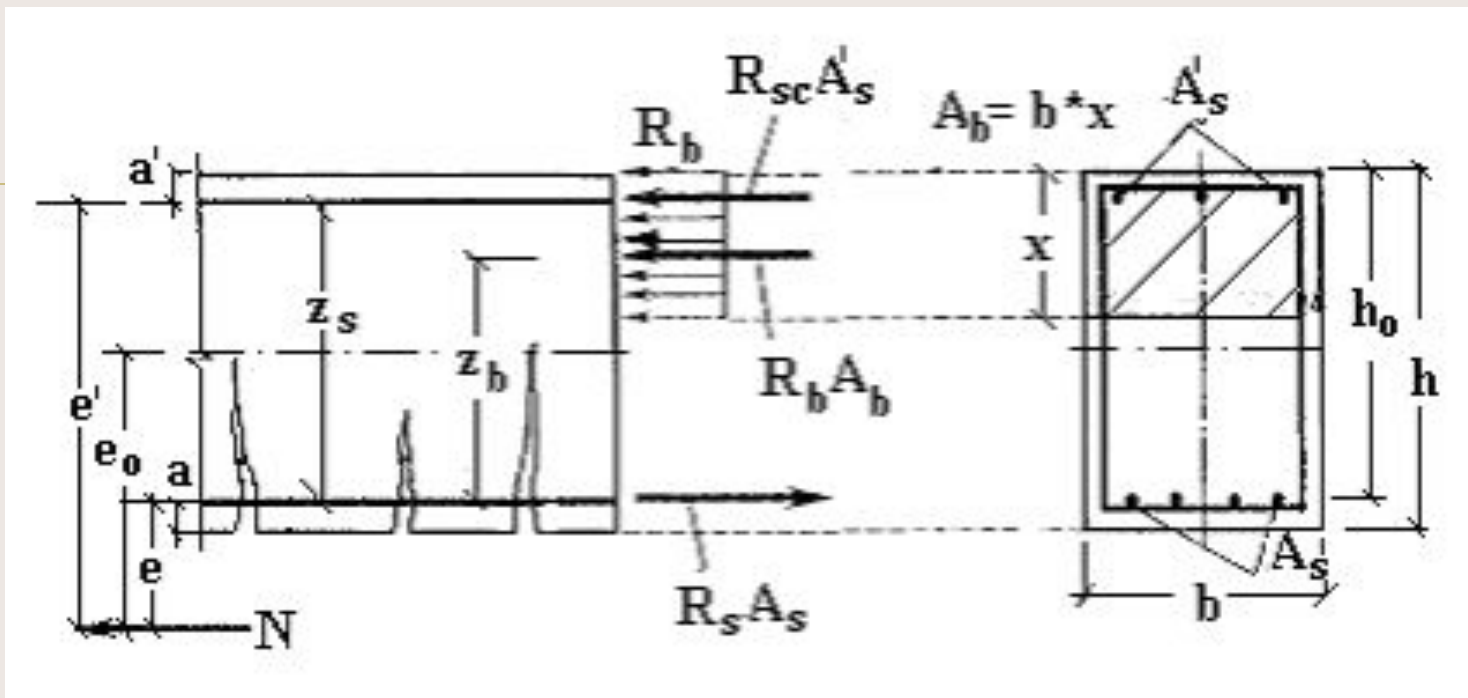 R_sc A'_s
A'_s
R_b
A_b = b*x
a'
x
z_s
h_o
z_b
h
R_b A_b
e'
e_o
a
e
A_s
N
R_s A_s
b